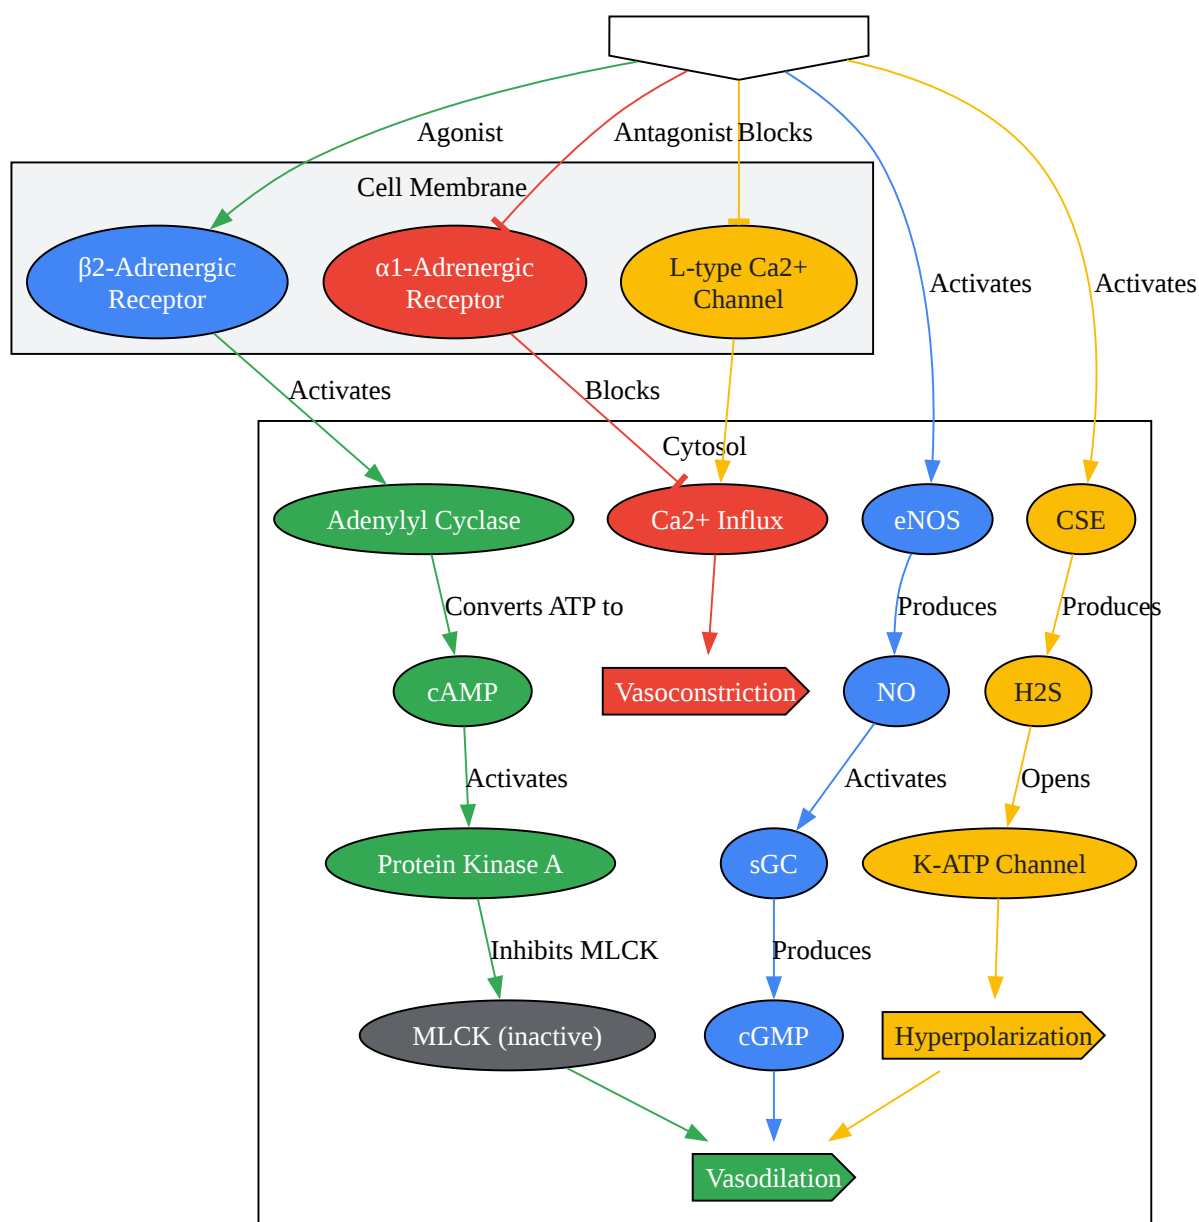 Agonist
Antagonist
Blocks
Cell Membrane
β2-Adrenergic
Receptor
α1-Adrenergic
Receptor
L-type Ca2+
Channel
Activates
Activates
Activates
Blocks
Cytosol
Adenylyl Cyclase
Ca2+ Influx
eNOS
CSE
Converts ATP to
Produces
Produces
cAMP
Vasoconstriction
NO
H2S
Activates
Activates
Opens
Protein Kinase A
sGC
K-ATP Channel
Inhibits MLCK
Produces
MLCK (inactive)
cGMP
Hyperpolarization
Vasodilation